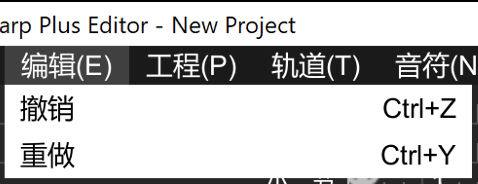 arp Plus Editor - New Project
编辑(E) 工程(P) 轨道(T) 音符(N
撤销 Ctrl+Z
重做 Ctrl+Y